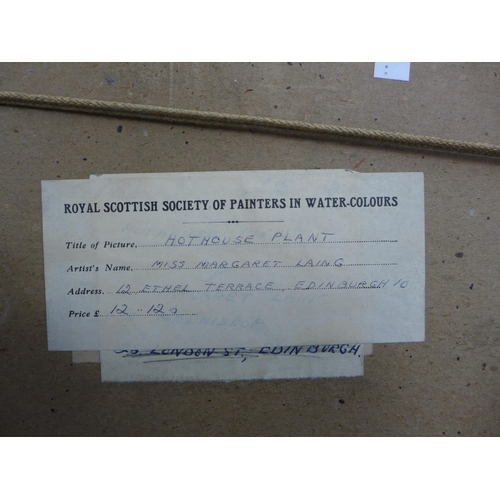 ROYAL SCOTTISH SOCIETY OF PAINTERS IN WATER-COLOURS
Title of Picture, HOTHOUSE PLANT
Artist's Name, MISS MARGARET LAING
Address. 12 ETHEL TERRACE, EDINBURGH 10
Price £ 12 . 12 .
LONDON ST, EDINBURGH.